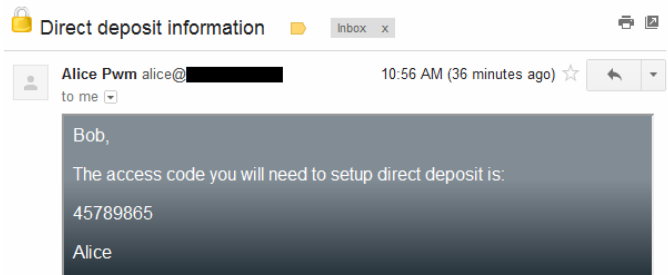 Direct deposit information
Inbox x
Alice Pwm alice@
10:56 AM (36 minutes ago)
to me
Bob,
The access code you will need to setup direct deposit is:
45789865
Alice